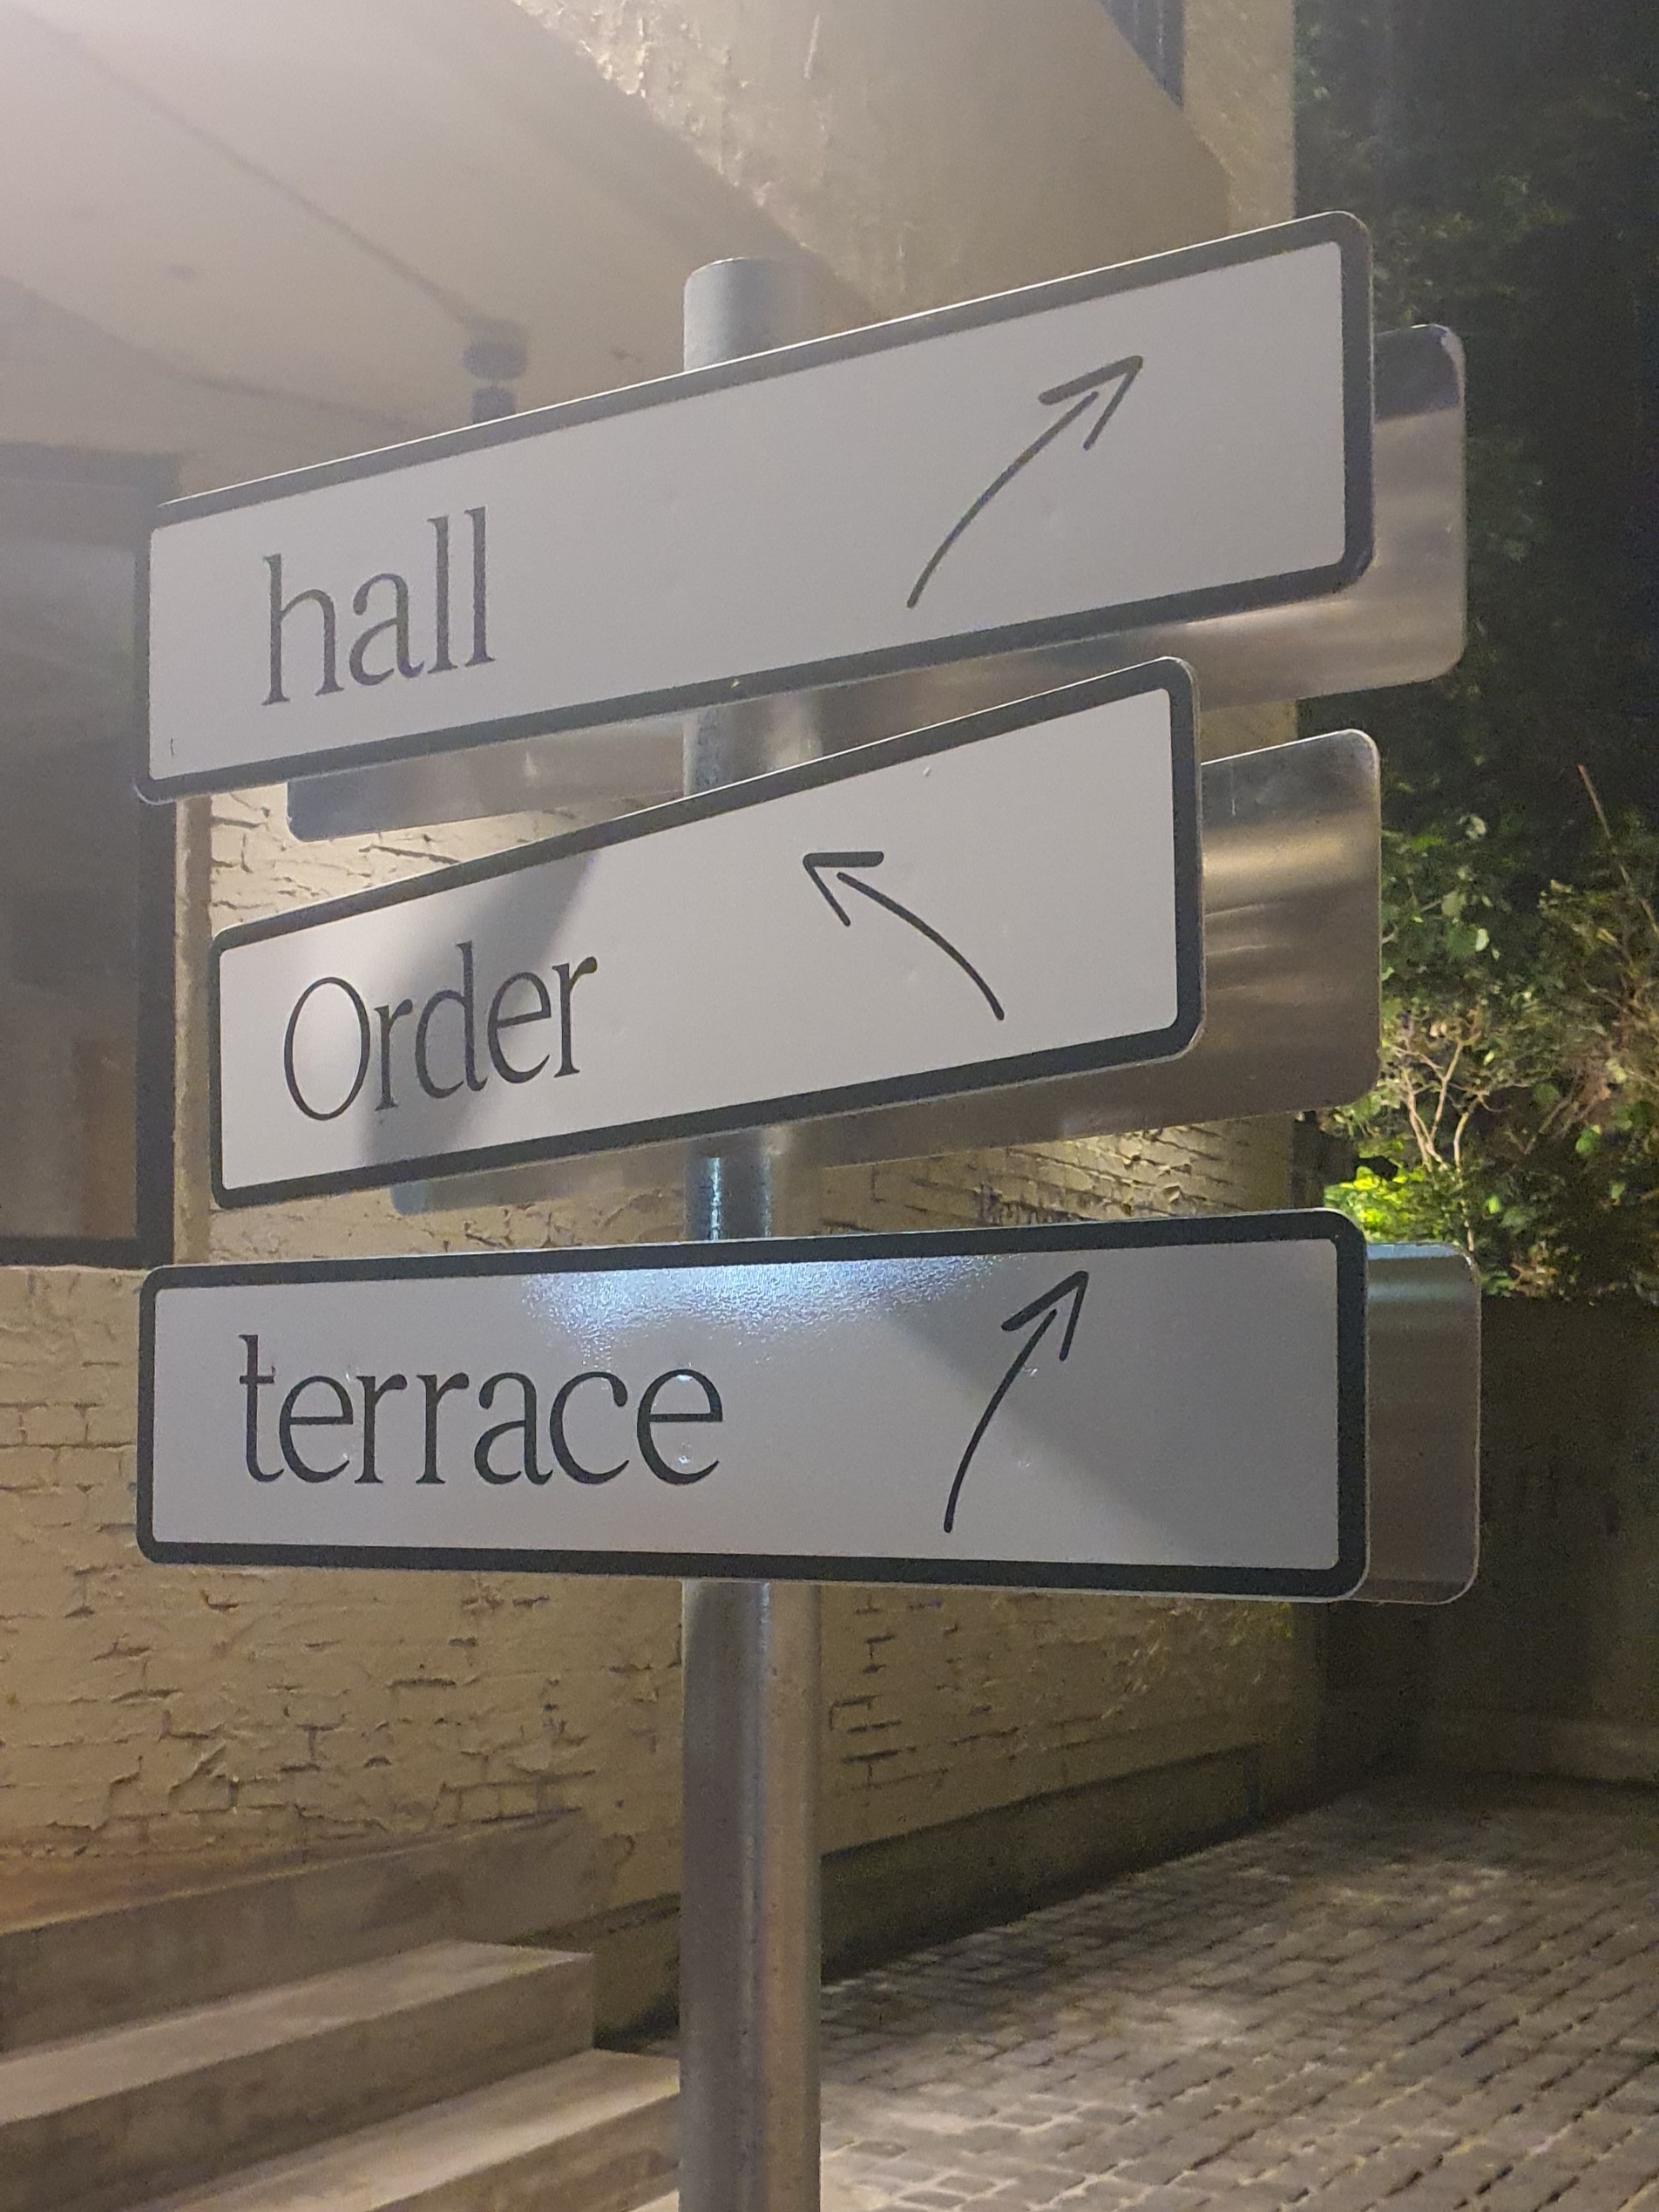 hall
Order
terrace